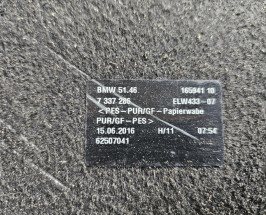 BMW 51.46 165941 10
7 337 286 ELW433-07
<PES-PUR/GF-Papierwabe
PUR/GF-PES>
15.06.2016 H/11 07:54
62507041